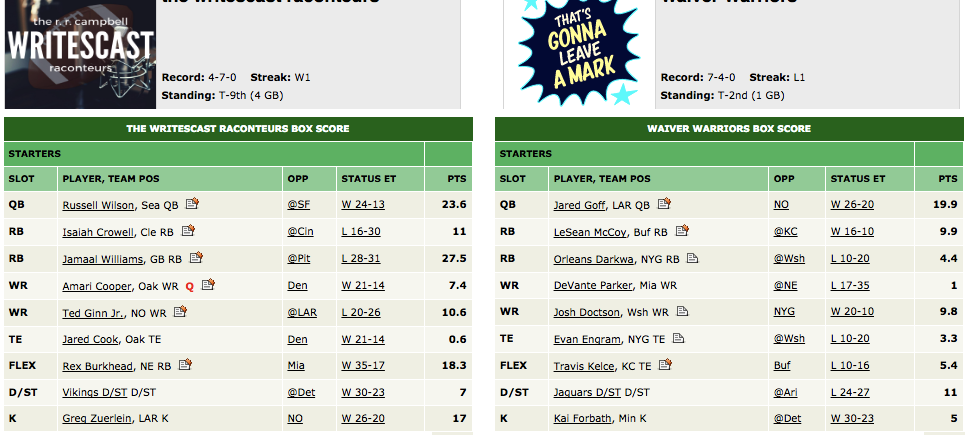 the writescast raconteurs
the r. r. campbell
WRITESCAST
raconteurs
Record: 4-7-0 Streak: W1
Standing: T-9th (4 GB)
waiver warriors
THAT'S
GONNA
LEAVE
A MARK
Record: 7-4-0 Streak: L1
Standing: T-2nd (1 GB)
THE WRITESCAST RACONTEURS BOX SCORE
STARTERS
SLOT PLAYER, TEAM POS OPP STATUS ET PTS
QB Russell Wilson, Sea QB @SF W 24-13 23.6
RB Isaiah Crowell, Cle RB @Cin L 16-30 11
RB Jamaal Williams, GB RB @Pit L 28-31 27.5
WR Amari Cooper, Oak WR Q Den W 21-14 7.4
WR Ted Ginn Jr., NO WR @LAR L 20-26 10.6
TE Jared Cook, Oak TE Den W 21-14 0.6
FLEX Rex Burkhead, NE RB Mia W 35-17 18.3
D/ST Vikings D/ST D/ST @Det W 30-23 7
K Greg Zuerlein, LAR K NO W 26-20 17
WAIVER WARRIORS BOX SCORE
STARTERS
SLOT PLAYER, TEAM POS OPP STATUS ET PTS
QB Jared Goff, LAR QB NO W 26-20 19.9
RB LeSean McCoy, Buf RB @KC W 16-10 9.9
RB Orleans Darkwa, NYG RB @Wsh L 10-20 4.4
WR DeVante Parker, Mia WR @NE L 17-35 1
WR Josh Doctson, Wsh WR NYG W 20-10 9.8
TE Evan Engram, NYG TE @Wsh L 10-20 3.3
FLEX Travis Kelce, KC TE Buf L 10-16 5.4
D/ST Jaguars D/ST D/ST @Ari L 24-27 11
K Kai Forbath, Min K @Det W 30-23 5